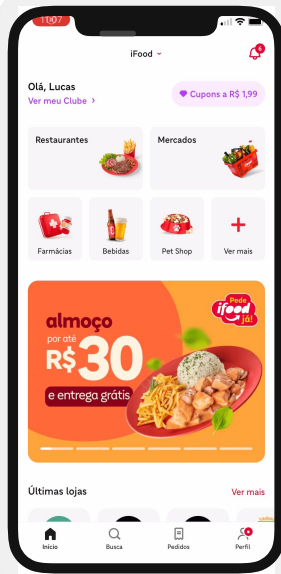 11:07
iFood
6
Olá, Lucas
Ver meu Clube >
Cupons a R$ 1,99
Restaurantes
Mercados
Farmácias
Bebidas
Pet Shop
Ver mais
Pede
ifood
já!
almoço
por até
R$30
e entrega grátis
Últimas lojas
Ver mais
Início
Busca
Pedidos
Perfil